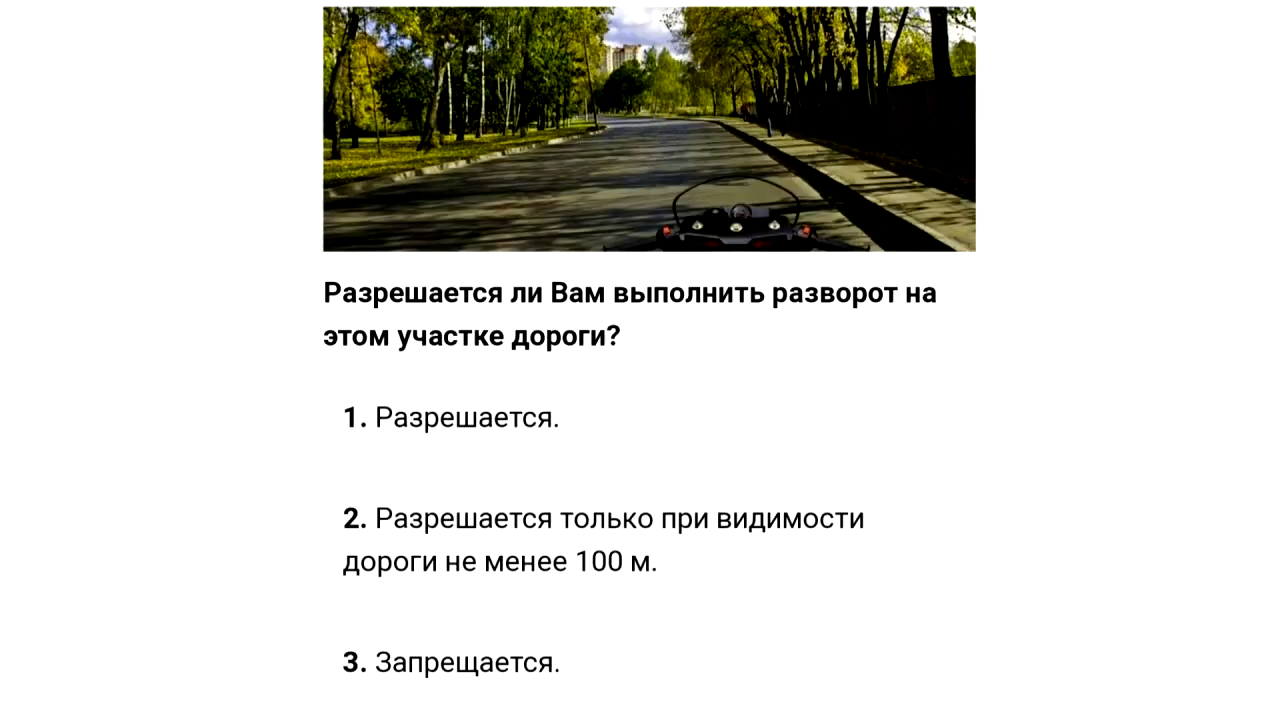 Разрешается ли Вам выполнить разворот на
этом участке дороги?
1. Разрешается.
2. Разрешается только при видимости
дороги не менее 100 м.
3. Запрещается.